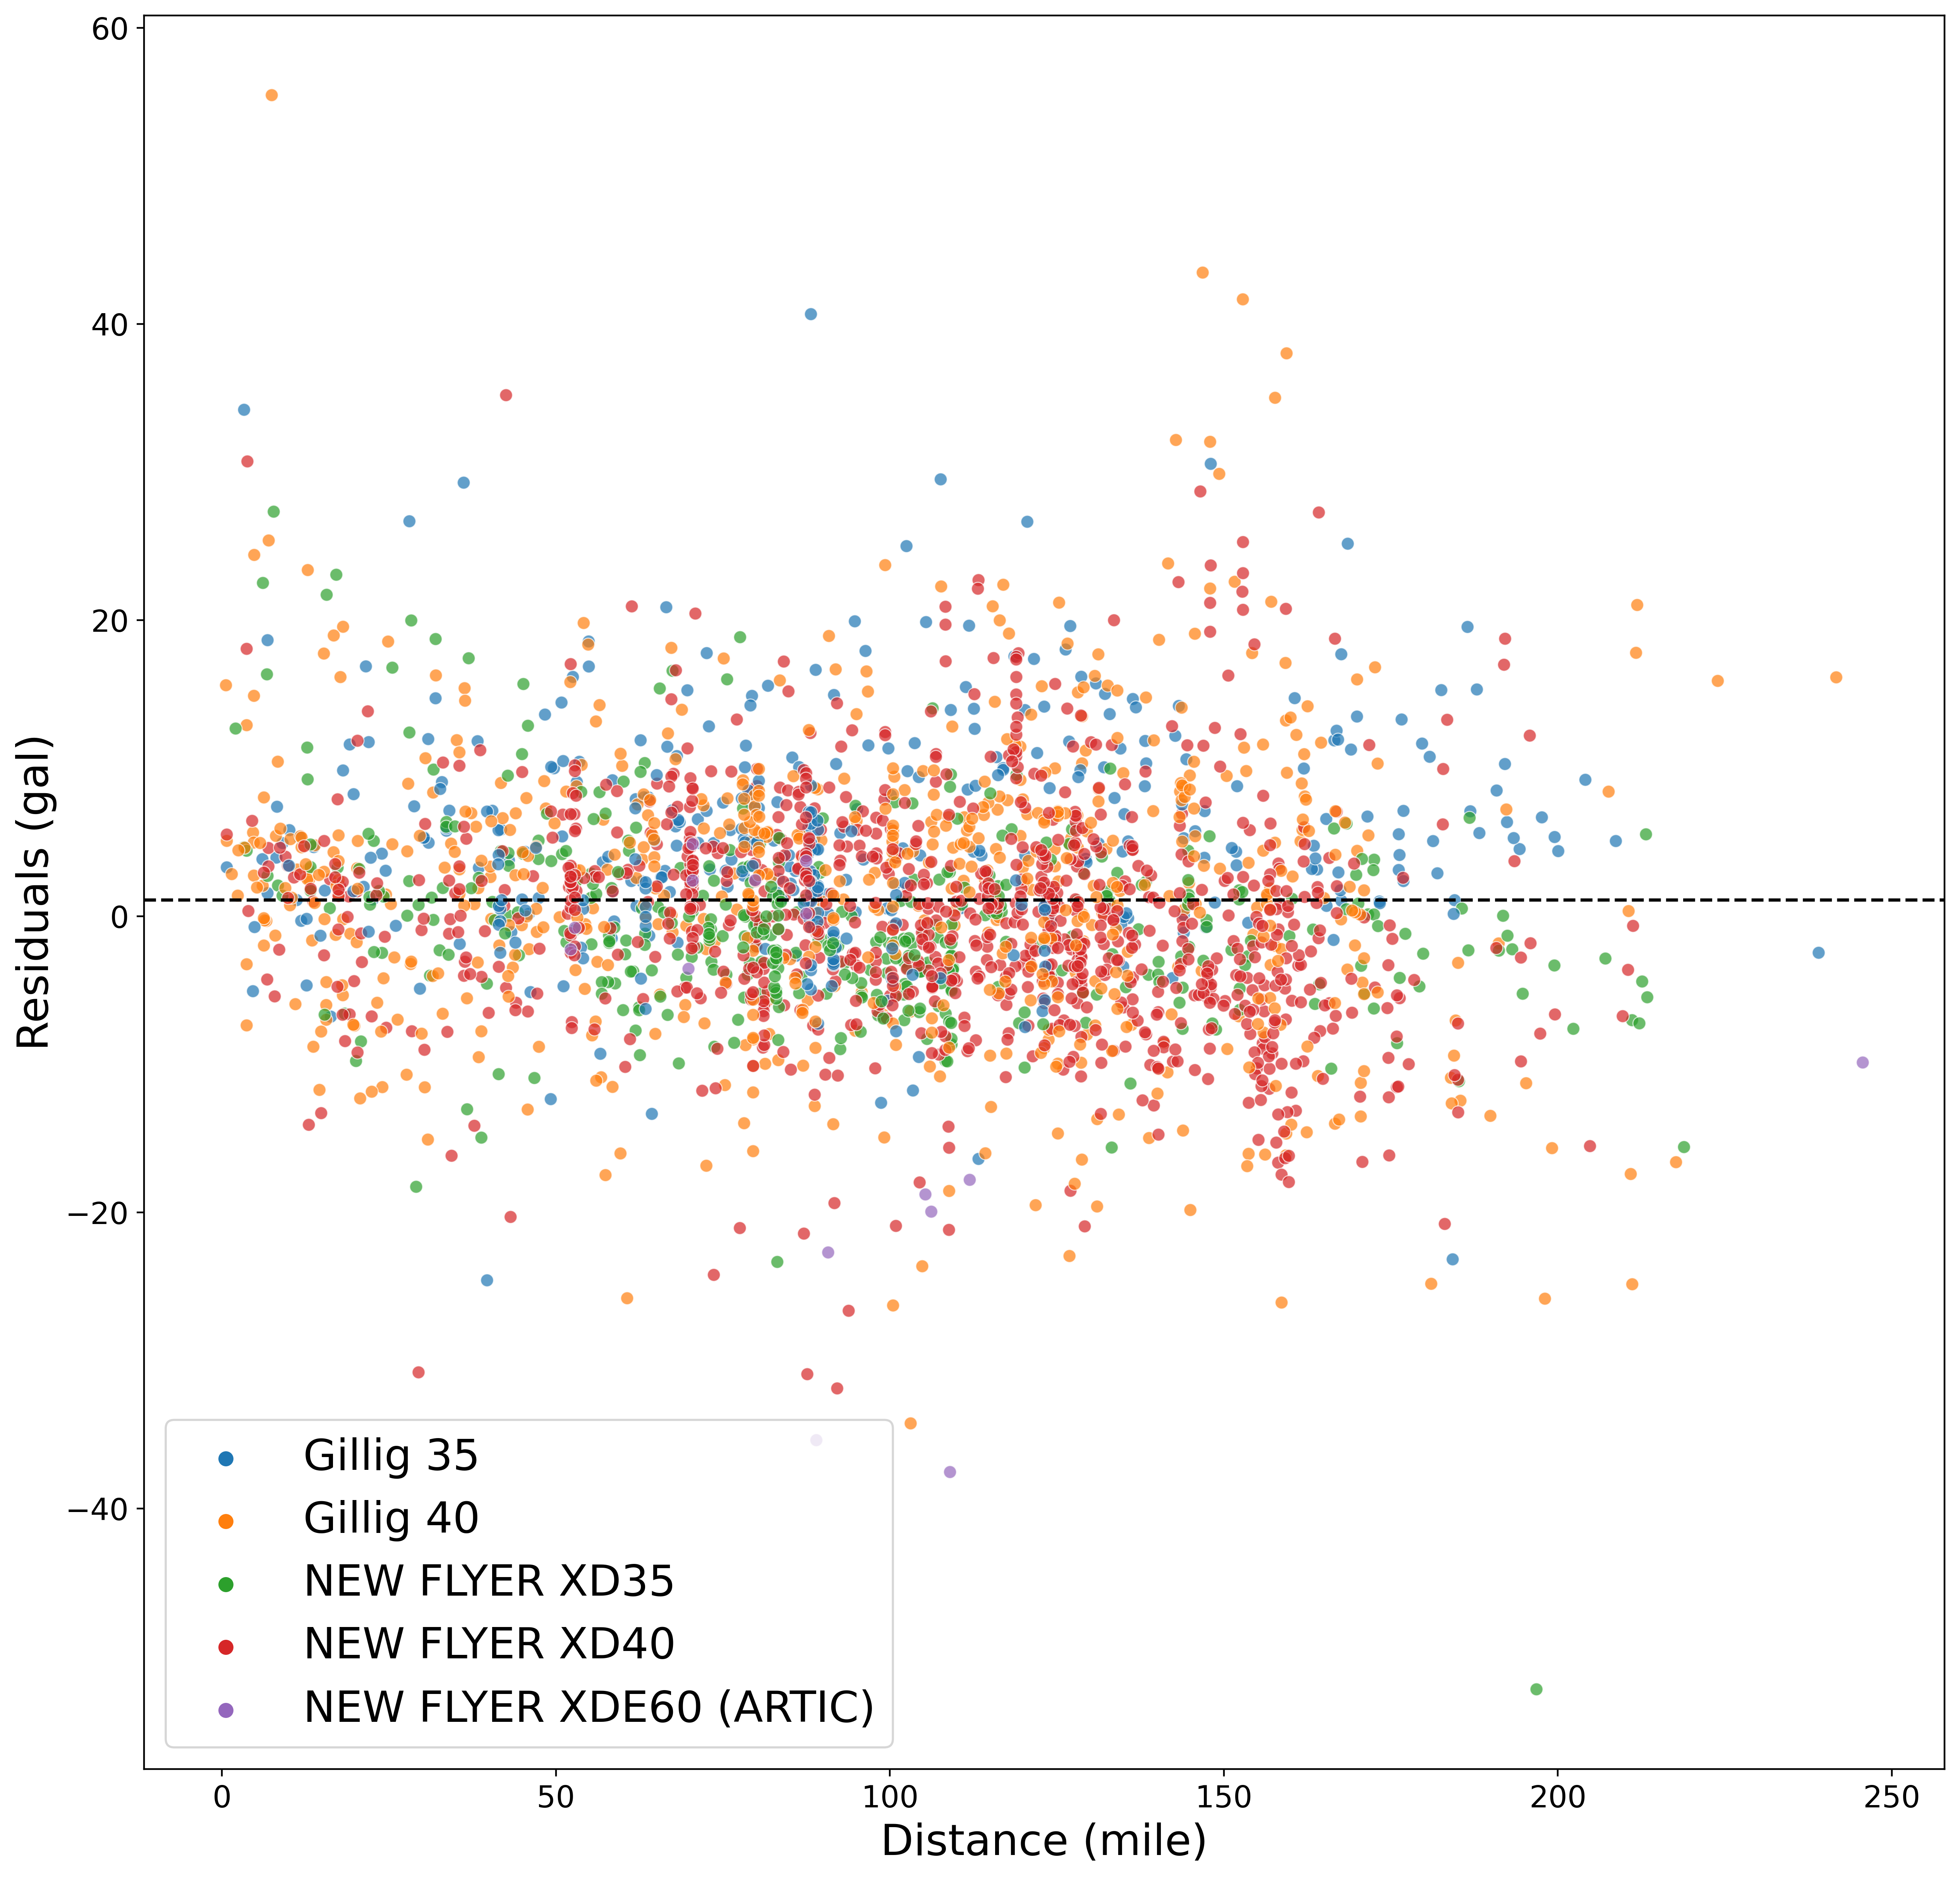 60
40
20
0
−20
−40
Residuals (gal)
Gillig 35
Gillig 40
NEW FLYER XD35
NEW FLYER XD40
NEW FLYER XDE60 (ARTIC)
0 50 100 150 200 250
Distance (mile)